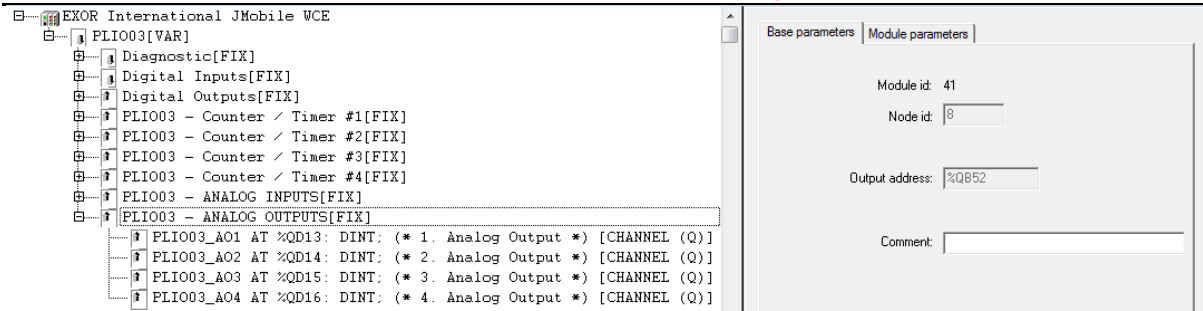 EXOR International JMobile WCE
PLIO03[VAR]
Diagnostic[FIX]
Digital Inputs[FIX]
Digital Outputs[FIX]
PLIO03 - Counter / Timer #1[FIX]
PLIO03 - Counter / Timer #2[FIX]
PLIO03 - Counter / Timer #3[FIX]
PLIO03 - Counter / Timer #4[FIX]
PLIO03 - ANALOG INPUTS[FIX]
PLIO03 - ANALOG OUTPUTS[FIX]
PLIO03_AO1 AT %QD13: DINT; (* 1. Analog Output *) [CHANNEL (Q)]
PLIO03_AO2 AT %QD14: DINT; (* 2. Analog Output *) [CHANNEL (Q)]
PLIO03_AO3 AT %QD15: DINT; (* 3. Analog Output *) [CHANNEL (Q)]
PLIO03_AO4 AT %QD16: DINT; (* 4. Analog Output *) [CHANNEL (Q)]
Base parameters Module parameters
Module id: 41
Node id: 8
Output address: %QB52
Comment: